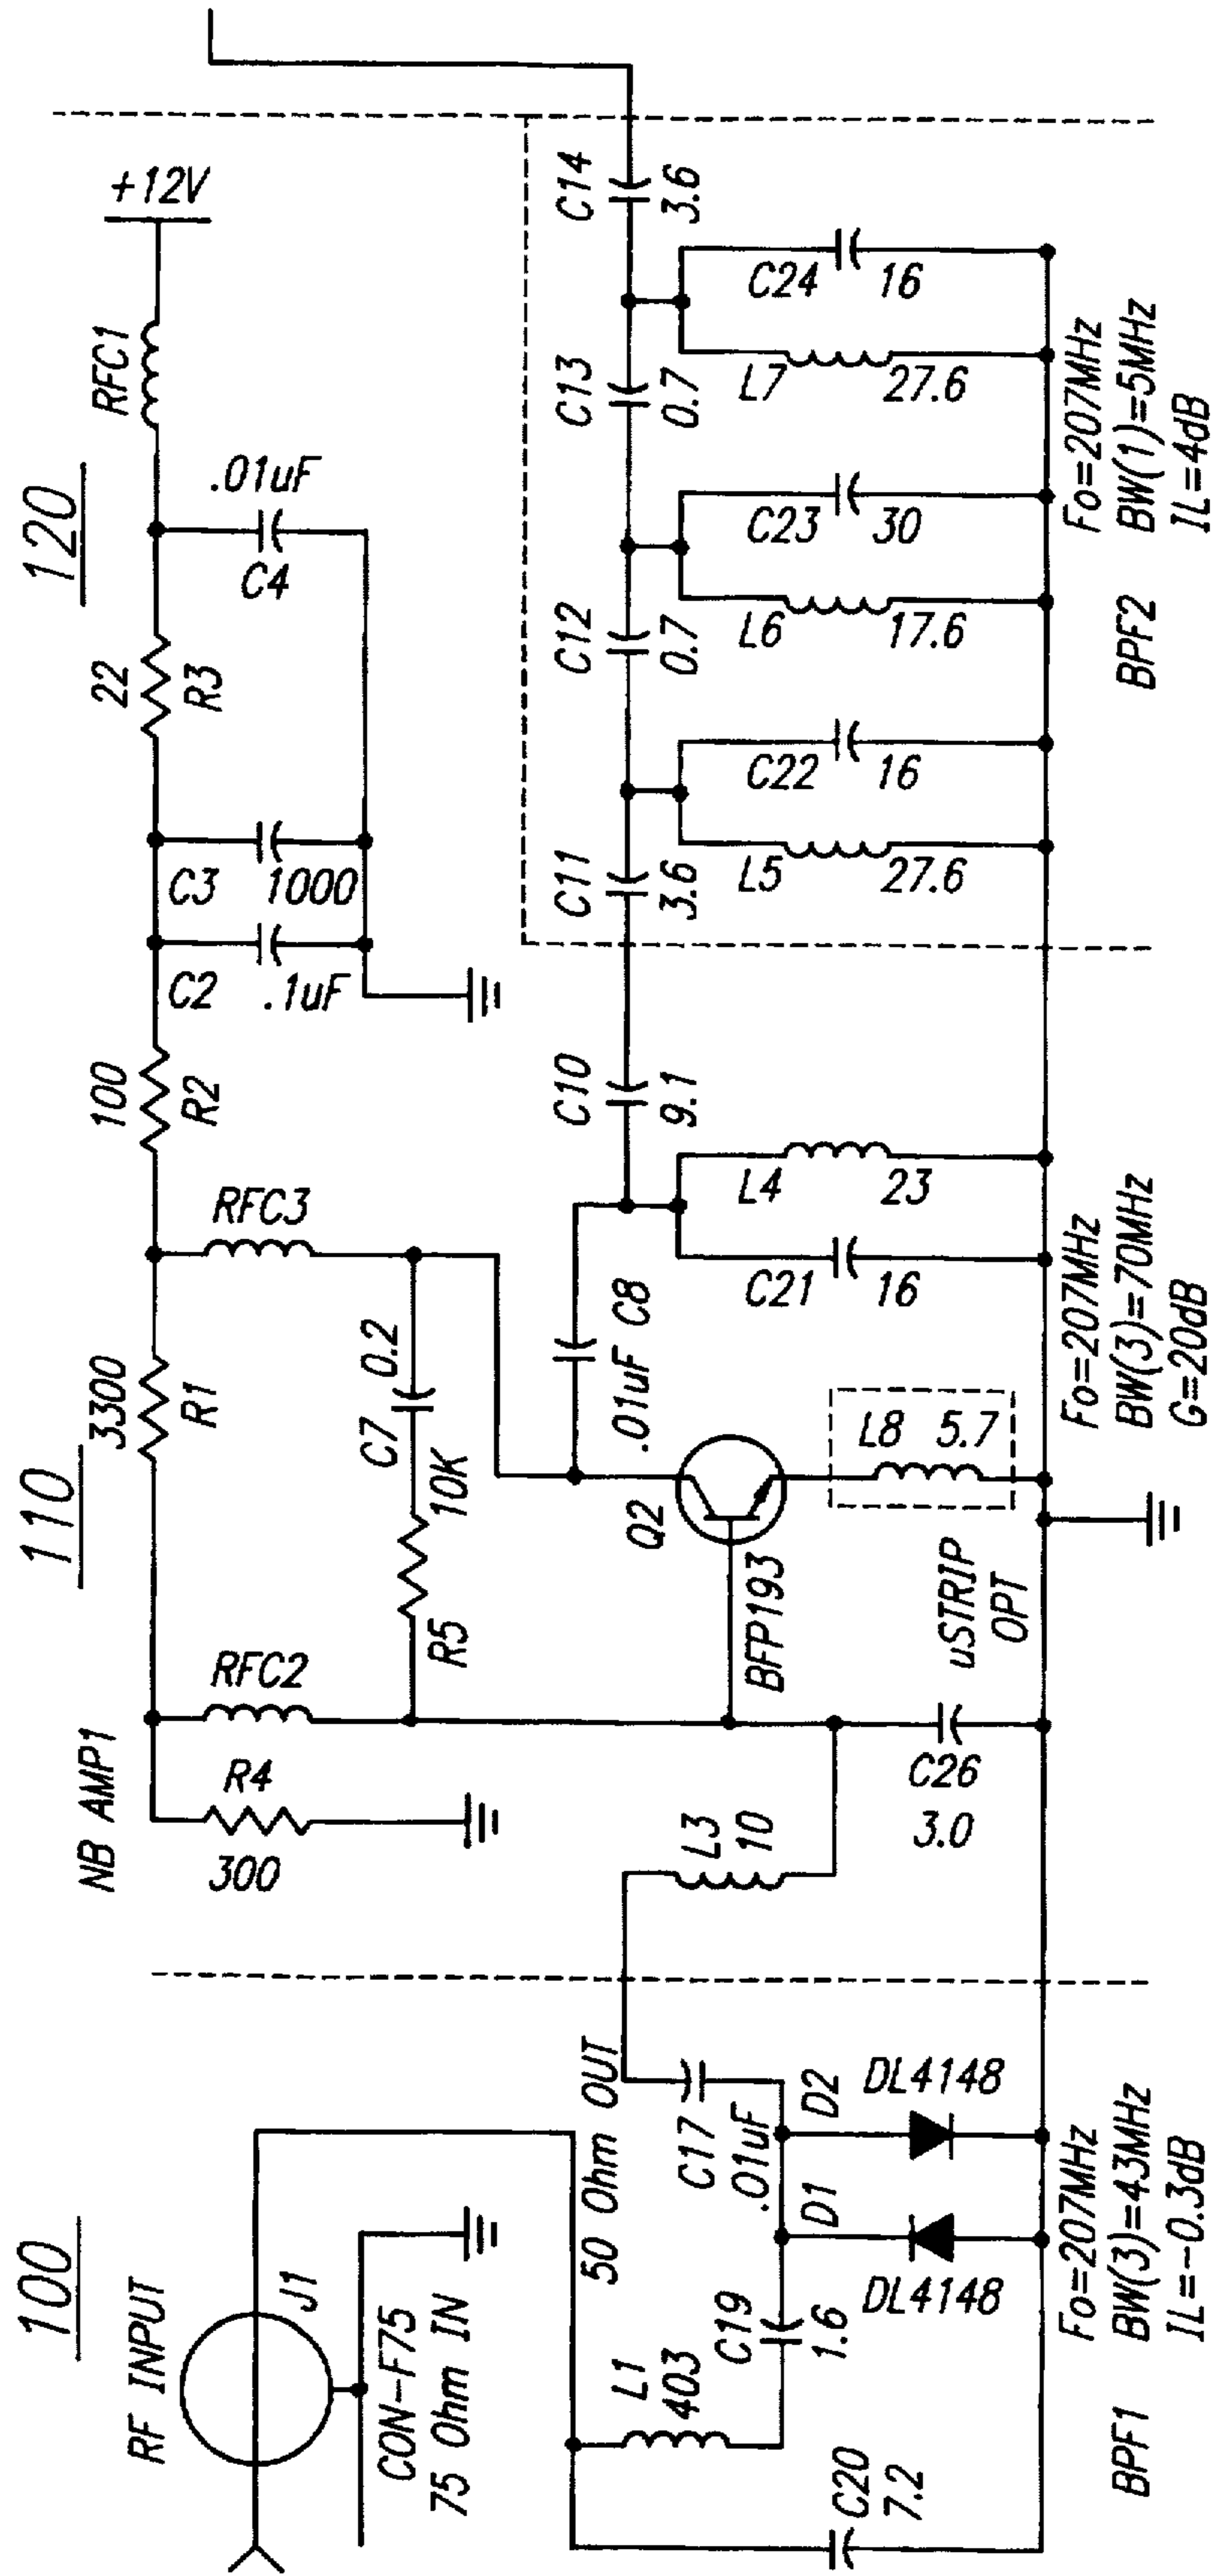 100
RF INPUT
J1
CON-F75
75 Ohm IN
50 Ohm OUT
L1
403
C19
1.6
C17
.01uF
D1
D2
DL4148
DL4148
C20
7.2
BPF1
Fo=207MHz
BW(3)=43MHz
IL=-0.3dB
110
NB AMP1
R4
300
RFC2
3300
R1
RFC3
R5
10K
C7
0.2
L3
10
C26
3.0
Q2
BFP193
uSTRIP
OPT
L8 5.7
.01uF C8
C21
16
L4
23
C10
9.1
Fo=207MHz
BW(3)=70MHz
G=20dB
120
100
R2
C2
.1uF
C3
1000
22
R3
.01uF
C4
RFC1
+12V
C11
3.6
C12
0.7
C13
0.7
C14
3.6
L5
27.6
C22
16
L6
17.6
C23
30
L7
27.6
C24
16
BPF2
Fo=207MHz
BW(1)=5MHz
IL=4dB